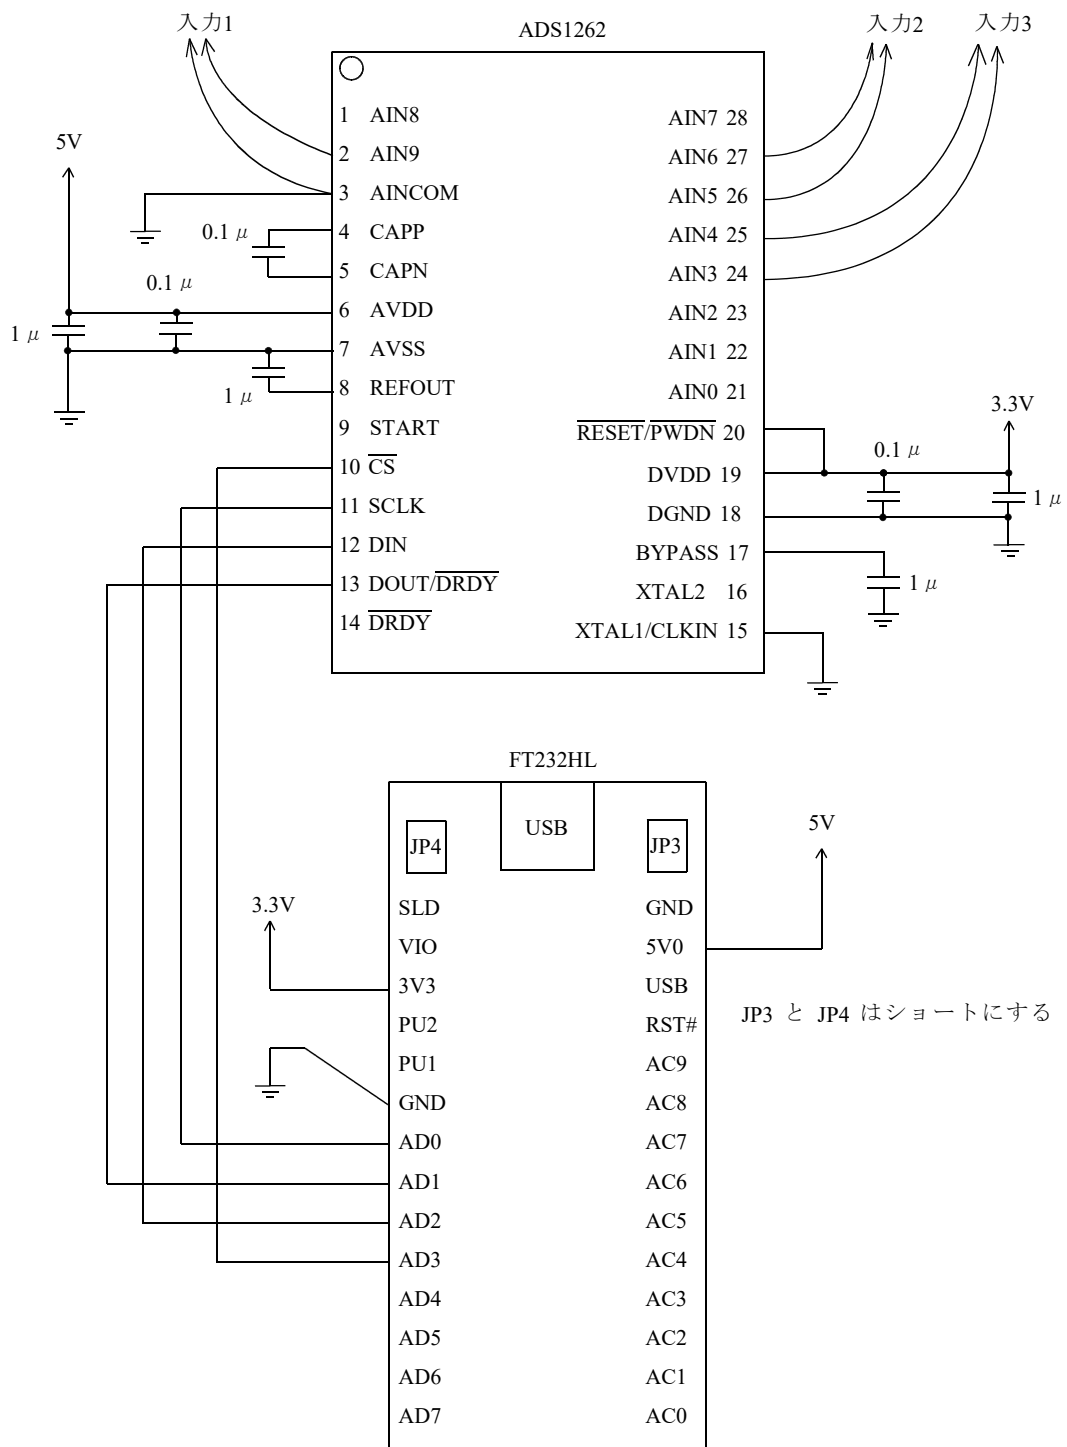 入力1
ADS1262
入力2
入力3
1 AIN8
AIN7 28
5V
2 AIN9
AIN6 27
3 AINCOM
AIN5 26
0.1 μ
4 CAPP
AIN4 25
5 CAPN
AIN3 24
0.1 μ
6 AVDD
AIN2 23
1 μ
7 AVSS
AIN1 22
1 μ
8 REFOUT
AIN0 21
3.3V
9 START
RESET/PWDN 20
0.1 μ
10 CS
DVDD 19
1 μ
11 SCLK
DGND 18
12 DIN
BYPASS 17
13 DOUT/DRDY
XTAL2 16
1 μ
14 DRDY
XTAL1/CLKIN 15
FT232HL
USB
JP4
JP3
5V
3.3V
SLD
GND
VIO
5V0
3V3
USB
JP3 と JP4 はショートにする
PU2
RST#
PU1
AC9
GND
AC8
AD0
AC7
AD1
AC6
AD2
AC5
AD3
AC4
AD4
AC3
AD5
AC2
AD6
AC1
AD7
AC0